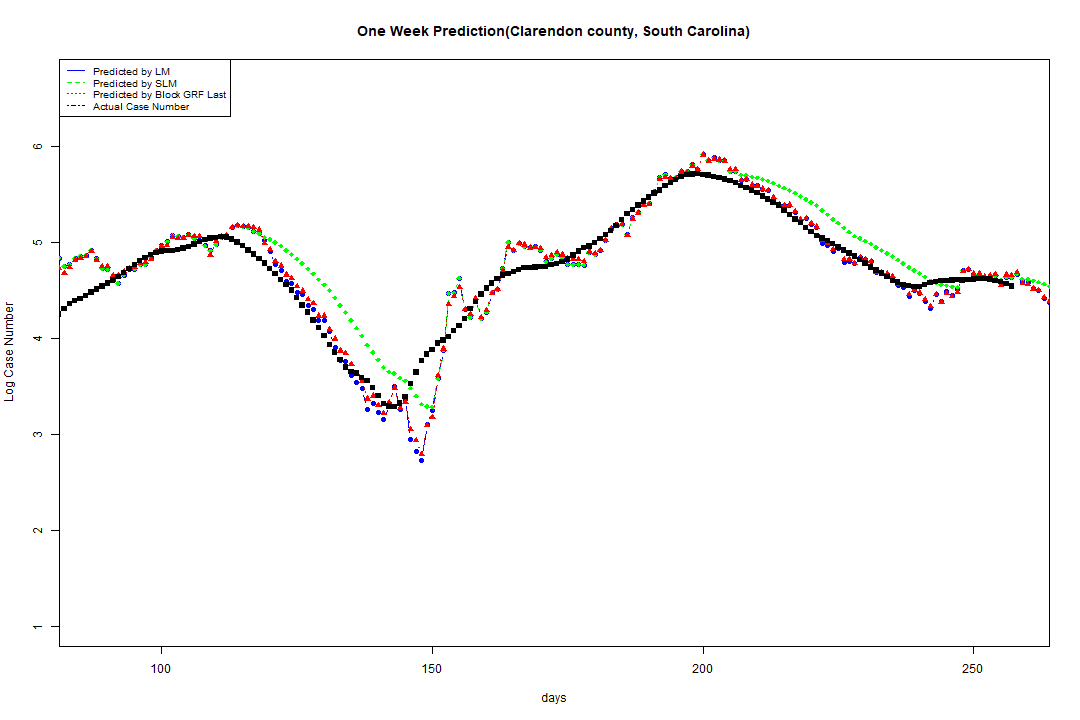 One Week Prediction(Clarendon county, South Carolina)
Predicted by LM
Predicted by SLM
Predicted by Block GRF Last
Actual Case Number
Log Case Number
6
5
4
3
2
1
100 150 200 250
days